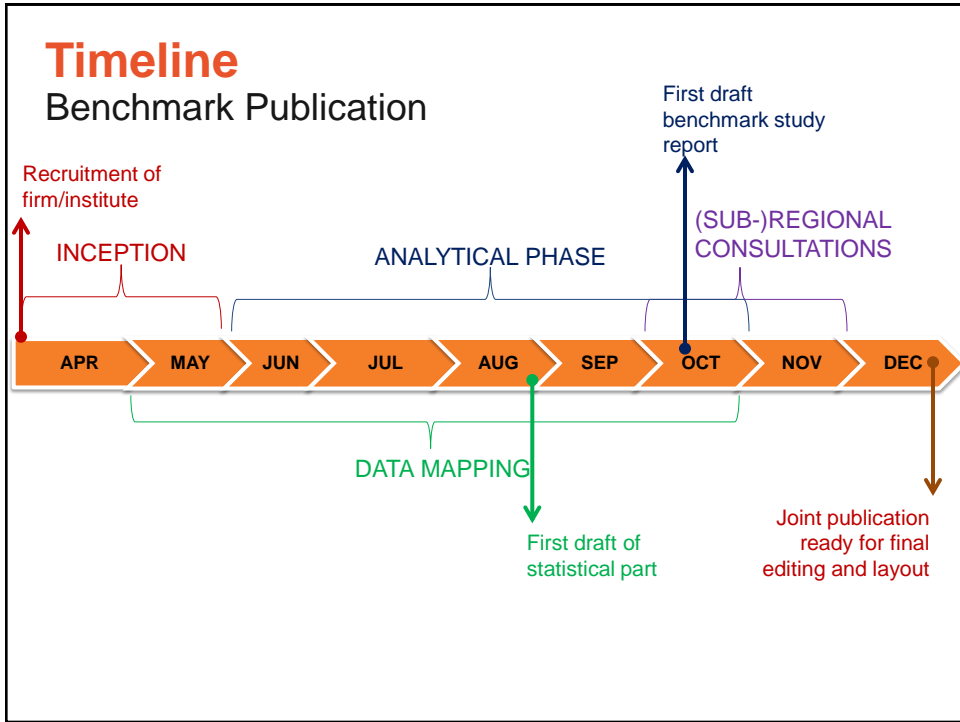 Timeline
Benchmark Publication
First draft
benchmark study
report
Recruitment of
firm/institute
(SUB-)REGIONAL
CONSULTATIONS
INCEPTION
ANALYTICAL PHASE
APR
MAY
JUN
JUL
AUG
SEP
OCT
NOV
DEC
DATA MAPPING
First draft of
statistical part
Joint publication
ready for final
editing and layout